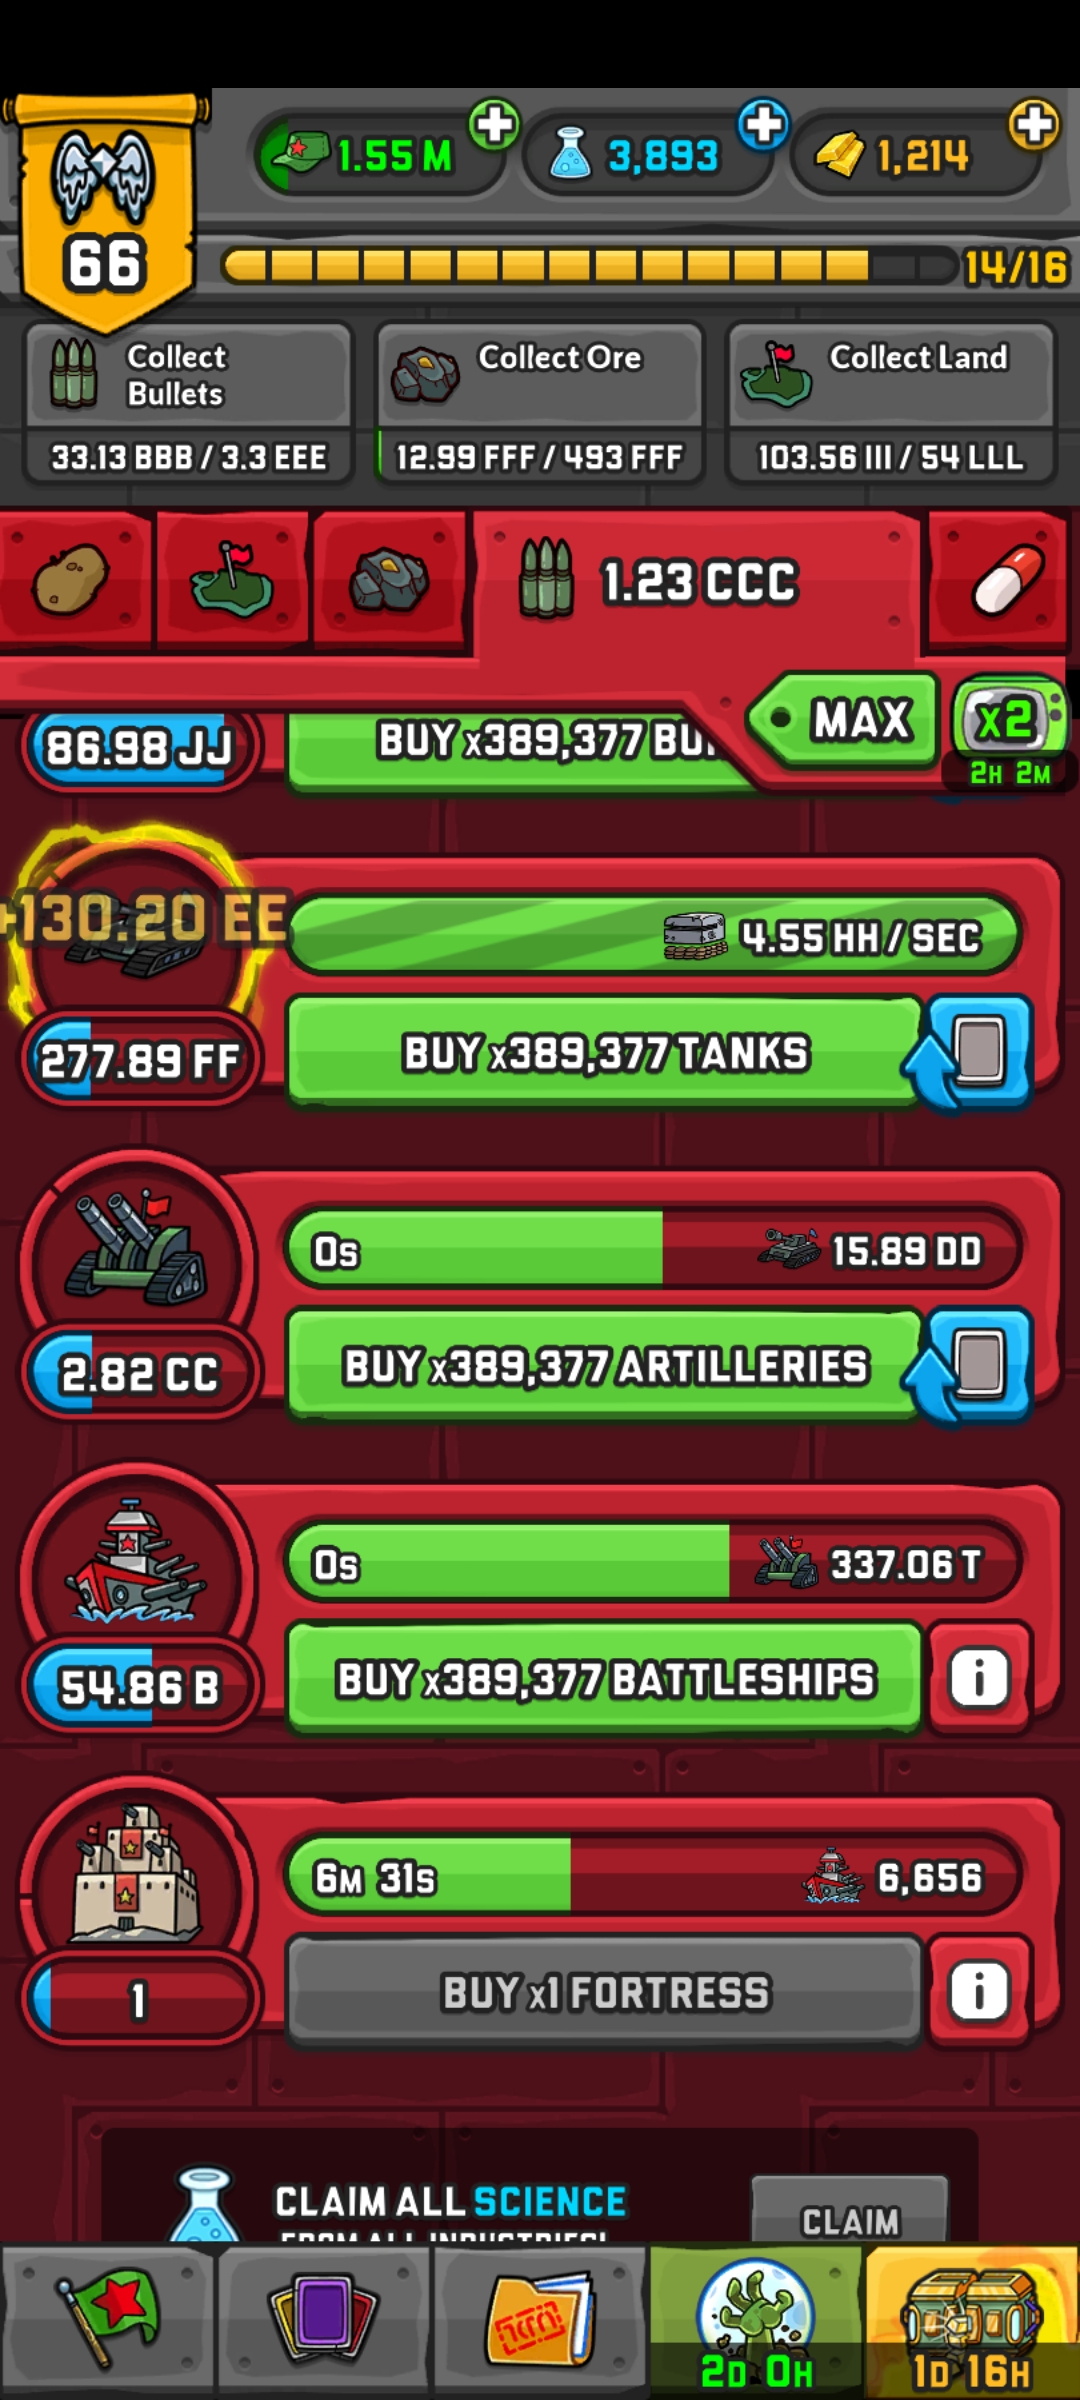 1.55 M
3,893
1,214
66
14/16
Collect
Bullets
33.13 BBB / 3.3 EEE
Collect Ore
12.99 FFF / 493 FFF
Collect Land
103.56 III / 54 LLL
1.23 CCC
MAX
x2
2H 2M
86.98 JJ
BUY x389,377
+130.20 EE
4.55 HH / SEC
277.89 FF
BUY x389,377 TANKS
0s
15.89 DD
2.82 CC
BUY x389,377 ARTILLERIES
0s
337.06 T
54.86 B
BUY x389,377 BATTLESHIPS
i
6M 31s
6,656
1
BUY x1 FORTRESS
i
CLAIM ALL SCIENCE
FROM ALL INDUSTRIES!
CLAIM
2D 0H
1D 16H